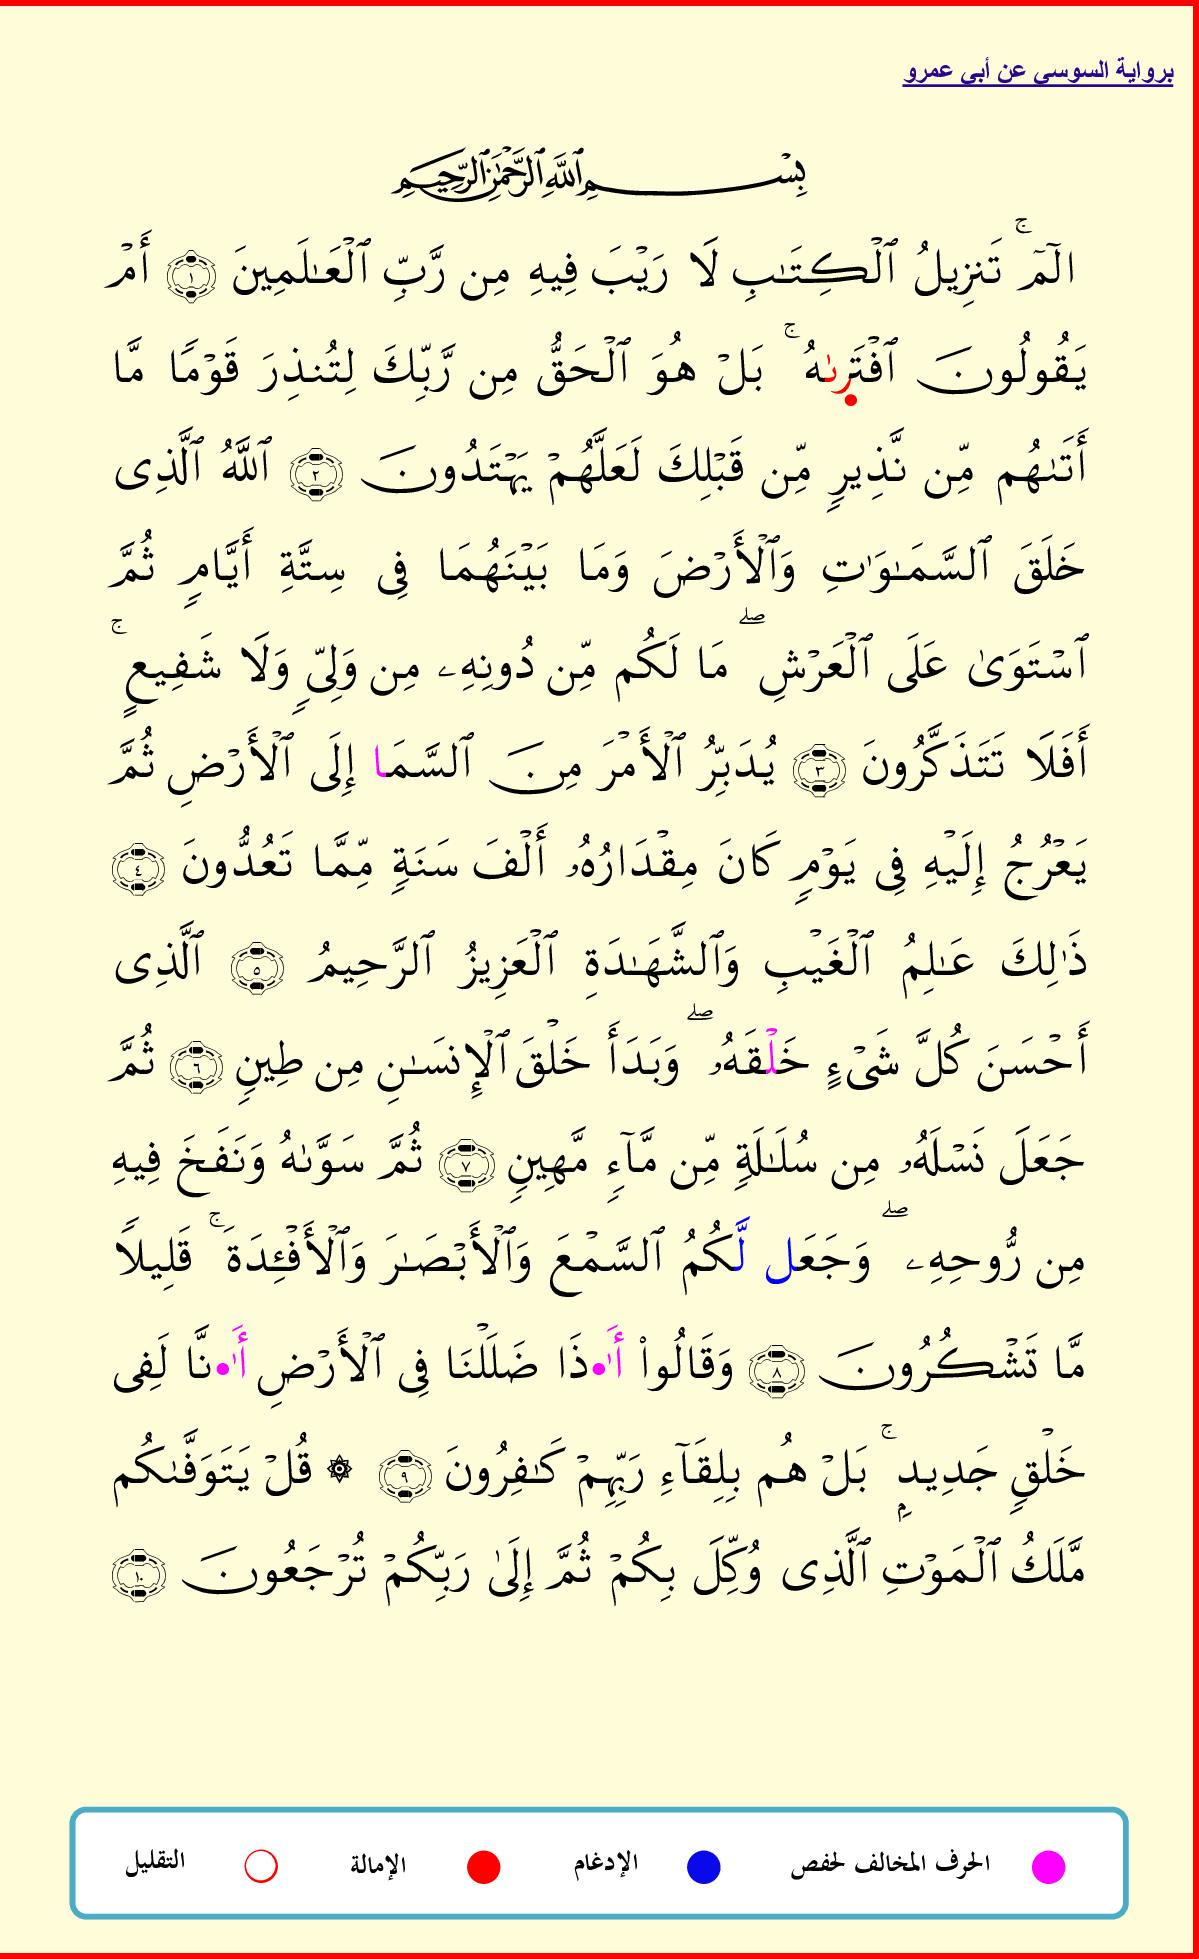 برواية السوسي عن أبي عمرو
بِسْمِ ٱللَّهِ ٱلرَّحْمَٰنِ ٱلرَّحِيمِ
الٓمٓ ۚ تَنزِيلُ ٱلْكِتَٰبِ لَا رَيْبَ فِيهِ مِن رَّبِّ ٱلْعَٰلَمِينَ ١ أَمْ
يَقُولُونَ ٱفْتَرىٰهُ ۚ بَلْ هُوَ ٱلْحَقُّ مِن رَّبِّكَ لِتُنذِرَ قَوْمًا مَّا
أَتَىٰهُم مِّن نَّذِيرٍ مِّن قَبْلِكَ لَعَلَّهُمْ يَهْتَدُونَ ٢ ٱللَّهُ ٱلَّذِى
خَلَقَ ٱلسَّمَٰوَٰتِ وَٱلْأَرْضَ وَمَا بَيْنَهُمَا فِى سِتَّةِ أَيَّامٍ ثُمَّ
ٱسْتَوَىٰ عَلَى ٱلْعَرْشِ ۖ مَا لَكُم مِّن دُونِهِۦ مِن وَلِىٍّ وَلَا شَفِيعٍ ۚ
أَفَلَا تَتَذَكَّرُونَ ٣ يُدَبِّرُ ٱلْأَمْرَ مِنَ ٱلسَّمَا إِلَى ٱلْأَرْضِ ثُمَّ
يَعْرُجُ إِلَيْهِ فِى يَوْمٍ كَانَ مِقْدَارُهُۥ أَلْفَ سَنَةٍ مِّمَّا تَعُدُّونَ ٤
ذَٰلِكَ عَٰلِمُ ٱلْغَيْبِ وَٱلشَّهَٰدَةِ ٱلْعَزِيزُ ٱلرَّحِيمُ ٥ ٱلَّذِى
أَحْسَنَ كُلَّ شَىْءٍ خَلْقَهُۥ ۖ وَبَدَأَ خَلْقَ ٱلْإِنسَٰنِ مِن طِينٍ ٦ ثُمَّ
جَعَلَ نَسْلَهُۥ مِن سُلَٰلَةٍ مِّن مَّآءٍ مَّهِينٍ ٧ ثُمَّ سَوَّىٰهُ وَنَفَخَ فِيهِ
مِن رُّوحِهِۦ ۖ وَجَعَل لَّكُمُ ٱلسَّمْعَ وَٱلْأَبْصَٰرَ وَٱلْأَفْـِٔدَةَ ۚ قَلِيلًا
مَّا تَشْكُرُونَ ٨ وَقَالُوا۟ أَٰ۬ذَا ضَلَلْنَا فِى ٱلْأَرْضِ أَٰ۬نَّا لَفِى
خَلْقٍ جَدِيدٍۭ ۚ بَلْ هُم بِلِقَآءِ رَبِّهِمْ كَٰفِرُونَ ٩ ۞ قُلْ يَتَوَفَّىٰكُم
مَّلَكُ ٱلْمَوْتِ ٱلَّذِى وُكِّلَ بِكُمْ ثُمَّ إِلَىٰ رَبِّكُمْ تُرْجَعُونَ ١٠
الحرف المخالف لحفص الإدغام الإمالة التقليل